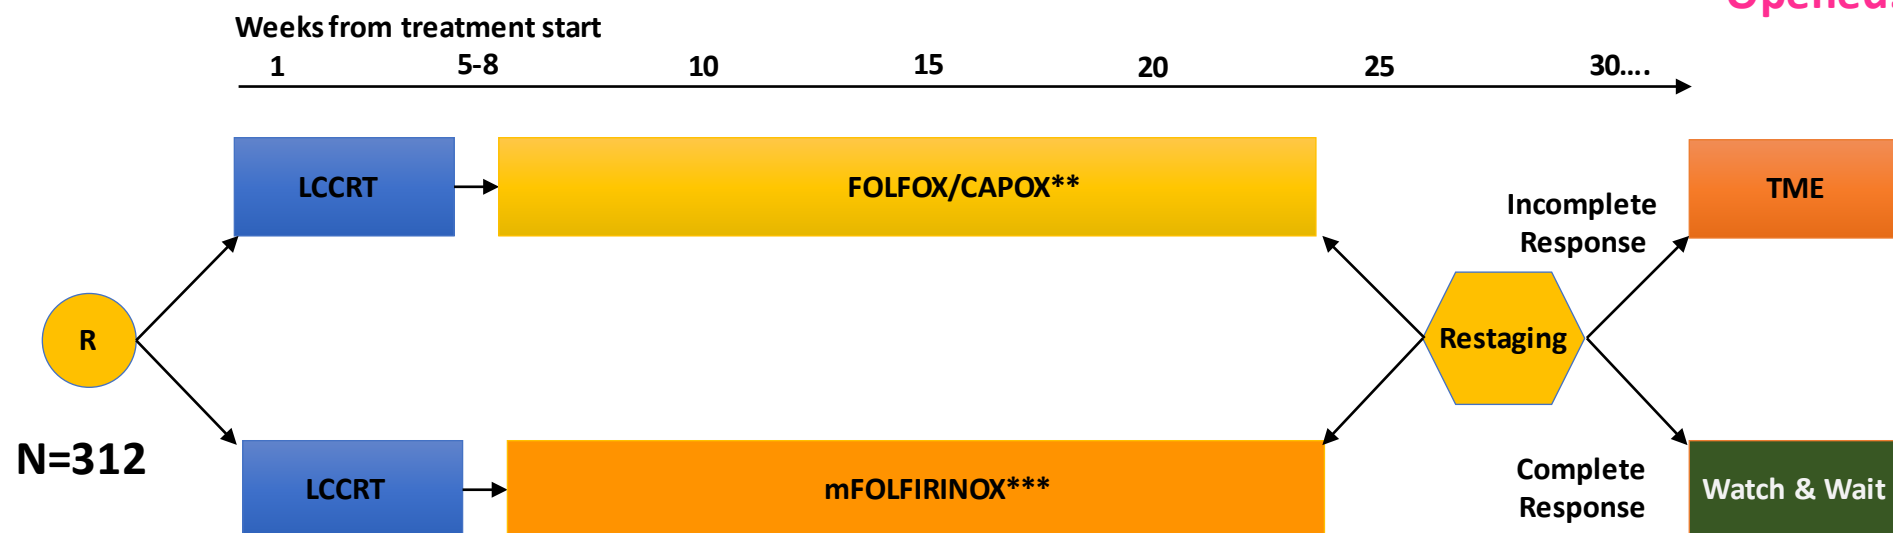 Opened:
Weeks from treatment start
1 5-8 10 15 20 25 30....
LCCRT FOLFOX/CAPOX** TME
Incomplete
Response
R Restaging
N=312
LCCRT mFOLFIRINOX*** Watch & Wait
Complete
Response